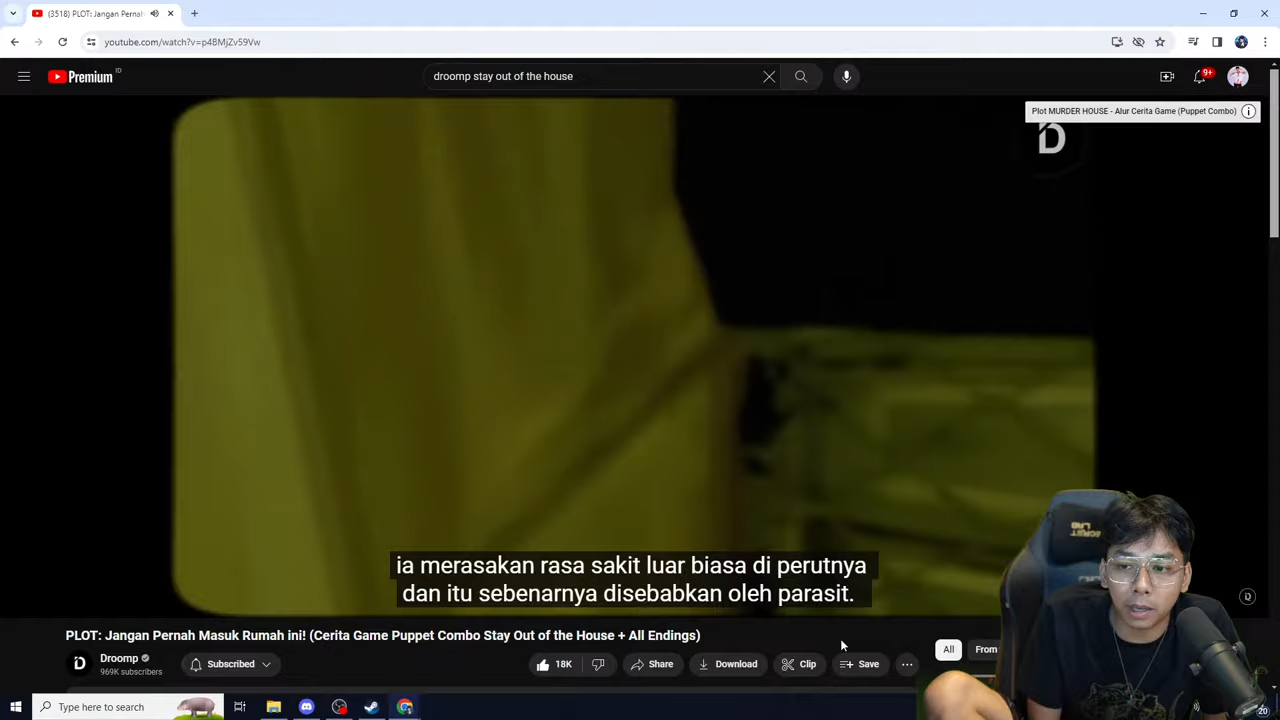 (3518) PLOT: Jangan Pernah
youtube.com/watch?v=p4BMjZv59Vw
Premium ID
droomp stay out of the house
9+
Plot MURDER HOUSE - Alur Cerita Game (Puppet Combo)
D
ia merasakan rasa sakit luar biasa di perutnya
dan itu sebenarnya disebabkan oleh parasit.
PLOT: Jangan Pernah Masuk Rumah ini! (Cerita Game Puppet Combo Stay Out of the House + All Endings)
Droomp
969K subscribers
Subscribed
18K
Share
Download
Clip
Save
All
From
Type here to search
20